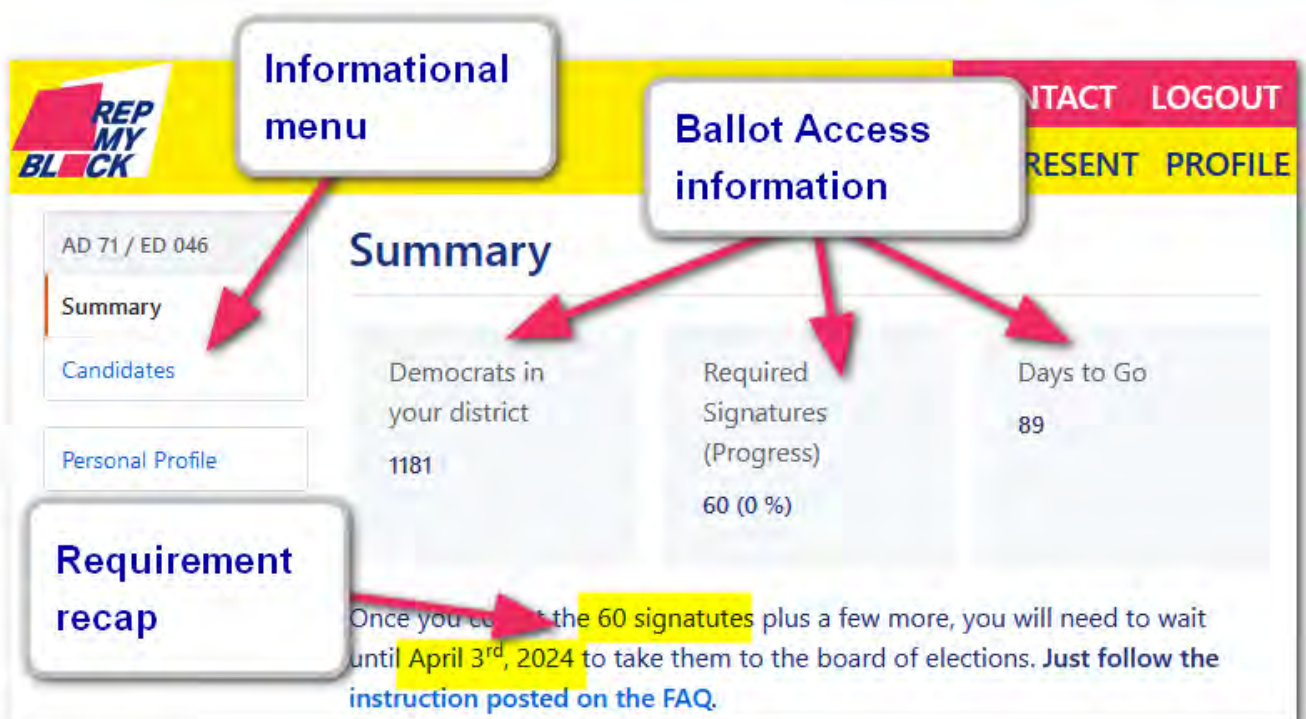 Informational
menu
REP
MY
BL CK
Ballot Access
information
NTACT LOGOUT
RESENT PROFILE
AD 71 / ED 046
Summary
Candidates
Personal Profile
Summary
Democrats in
your district
1181
Required
Signatures
(Progress)
60 (0 %)
Days to Go
89
Requirement
recap
Once you the 60 signatutes plus a few more, you will need to wait
until April 3rd, 2024 to take them to the board of elections. Just follow the
instruction posted on the FAQ.